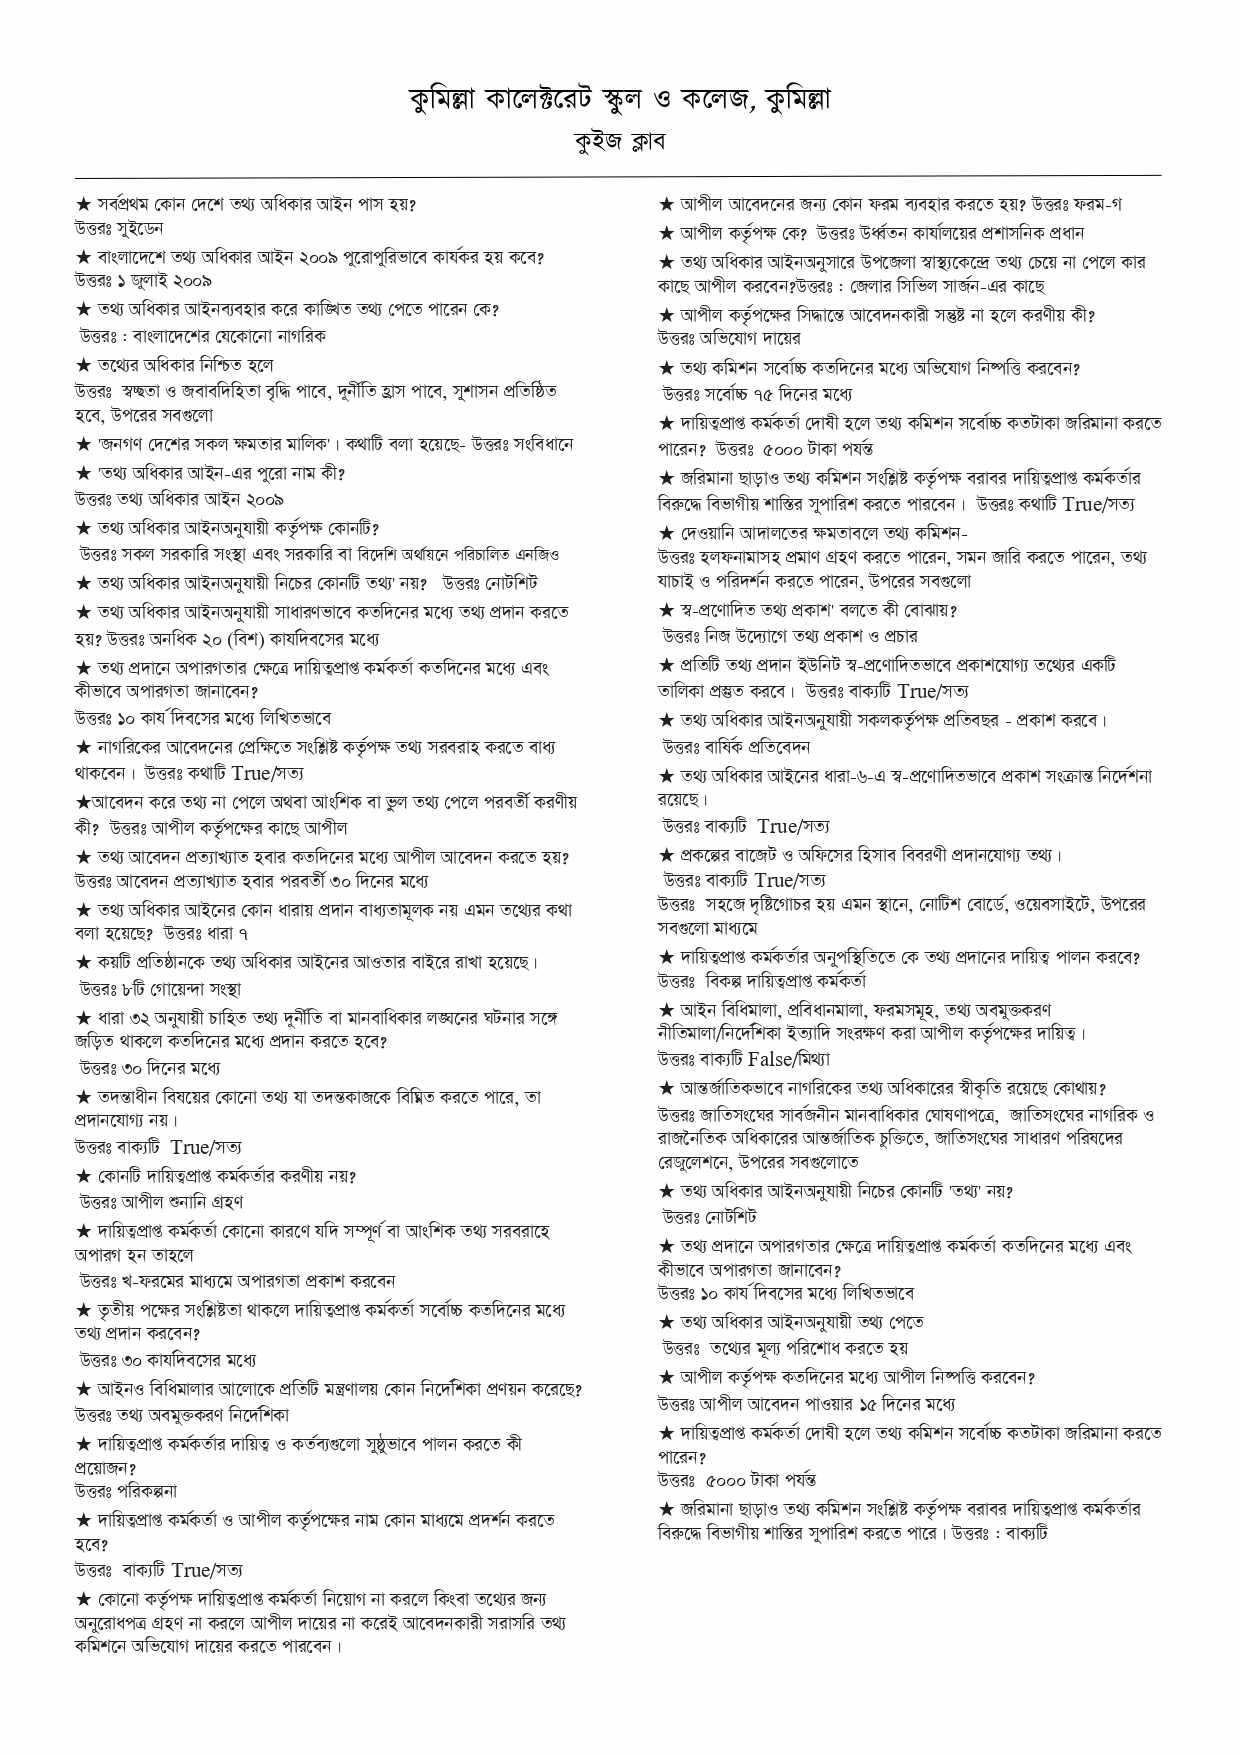 কুমিল্লা কালেক্টরেট স্কুল ও কলেজ, কুমিল্লা
কুইজ ক্লাব
★ সর্বপ্রথম কোন দেশে তথ্য অধিকার আইন পাস হয়?
উত্তরঃ সুইডেন
★ বাংলাদেশে তথ্য অধিকার আইন ২০০৯ পুরোপুরিভাবে কার্যকর হয় কবে?
উত্তরঃ ১ জুলাই ২০০৯
★ তথ্য অধিকার আইনব্যবহার করে কাঙ্খিত তথ্য পেতে পারেন কে?
উত্তরঃ : বাংলাদেশের যেকোনো নাগরিক
★ তথ্যের অধিকার নিশ্চিত হলে
উত্তরঃ স্বচ্ছতা ও জবাবদিহিতা বৃদ্ধি পাবে, দুর্নীতি হ্রাস পাবে, সুশাসন প্রতিষ্ঠিত
হবে, উপরের সবগুলো
★ 'জনগণ দেশের সকল ক্ষমতার মালিক'। কথাটি বলা হয়েছে- উত্তরঃ সংবিধানে
★ 'তথ্য অধিকার আইন-এর পুরো নাম কী?
উত্তরঃ তথ্য অধিকার আইন ২০০৯
★ তথ্য অধিকার আইনঅনুযায়ী কর্তৃপক্ষ কোনটি?
উত্তরঃ সকল সরকারি সংস্থা এবং সরকারি বা বিদেশি অর্থায়নে পরিচালিত এনজিও
★ তথ্য অধিকার আইনঅনুযায়ী নিচের কোনটি তথ্য' নয়? উত্তরঃ নোটশিট
★ তথ্য অধিকার আইনঅনুযায়ী সাধারণভাবে কতদিনের মধ্যে তথ্য প্রদান করতে
হয়? উত্তরঃ অনধিক ২০ (বিশ) কার্যদিবসের মধ্যে
★ তথ্য প্রদানে অপারগতার ক্ষেত্রে দায়িত্বপ্রাপ্ত কর্মকর্তা কতদিনের মধ্যে এবং
কীভাবে অপারগতা জানাবেন?
উত্তরঃ ১০ কার্য দিবসের মধ্যে লিখিতভাবে
★ নাগরিকের আবেদনের প্রেক্ষিতে সংশ্লিষ্ট কর্তৃপক্ষ তথ্য সরবরাহ করতে বাধ্য
থাকবেন। উত্তরঃ কথাটি True/সত্য
★আবেদন করে তথ্য না পেলে অথবা আংশিক বা ভুল তথ্য পেলে পরবর্তী করণীয়
কী? উত্তরঃ আপীল কর্তৃপক্ষের কাছে আপীল
★ তথ্য আবেদন প্রত্যাখ্যাত হবার কতদিনের মধ্যে আপীল আবেদন করতে হয়?
উত্তরঃ আবেদন প্রত্যাখ্যাত হবার পরবর্তী ৩০ দিনের মধ্যে
★ তথ্য অধিকার আইনের কোন ধারায় প্রদান বাধ্যতামূলক নয় এমন তথ্যের কথা
বলা হয়েছে? উত্তরঃ ধারা ৭
★ কয়টি প্রতিষ্ঠানকে তথ্য অধিকার আইনের আওতার বাইরে রাখা হয়েছে।
উত্তরঃ ৮টি গোয়েন্দা সংস্থা
★ ধারা ৩২ অনুযায়ী চাহিত তথ্য দুর্নীতি বা মানবাধিকার লঙ্ঘনের ঘটনার সঙ্গে
জড়িত থাকলে কতদিনের মধ্যে প্রদান করতে হবে?
উত্তরঃ ৩০ দিনের মধ্যে
★ তদন্তাধীন বিষয়ের কোনো তথ্য যা তদন্তকাজকে বিঘ্নিত করতে পারে, তা
প্রদানযোগ্য নয়।
উত্তরঃ বাক্যটি True/সত্য
★ কোনটি দায়িত্বপ্রাপ্ত কর্মকর্তার করণীয় নয়?
উত্তরঃ আপীল শুনানি গ্রহণ
★ দায়িত্বপ্রাপ্ত কর্মকর্তা কোনো কারণে যদি সম্পূর্ণ বা আংশিক তথ্য সরবরাহে
অপারগ হন তাহলে
উত্তরঃ খ-ফরমের মাধ্যমে অপারগতা প্রকাশ করবেন
★ তৃতীয় পক্ষের সংশ্লিষ্টতা থাকলে দায়িত্বপ্রাপ্ত কর্মকর্তা সর্বোচ্চ কতদিনের মধ্যে
তথ্য প্রদান করবেন?
উত্তরঃ ৩০ কার্যদিবসের মধ্যে
★ আইনও বিধিমালার আলোকে প্রতিটি মন্ত্রণালয় কোন নির্দেশিকা প্রণয়ন করেছে?
উত্তরঃ তথ্য অবমুক্তকরণ নির্দেশিকা
★ দায়িত্বপ্রাপ্ত কর্মকর্তার দায়িত্ব ও কর্তব্যগুলো সুষ্ঠুভাবে পালন করতে কী
প্রয়োজন?
উত্তরঃ পরিকল্পনা
★ দায়িত্বপ্রাপ্ত কর্মকর্তা ও আপীল কর্তৃপক্ষের নাম কোন মাধ্যমে প্রদর্শন করতে
হবে?
উত্তরঃ বাক্যটি True/সত্য
★ কোনো কর্তৃপক্ষ দায়িত্বপ্রাপ্ত কর্মকর্তা নিয়োগ না করলে কিংবা তথ্যের জন্য
অনুরোধপত্র গ্রহণ না করলে আপীল দায়ের না করেই আবেদনকারী সরাসরি তথ্য
কমিশনে অভিযোগ দায়ের করতে পারবেন।
★ আপীল আবেদনের জন্য কোন ফরম ব্যবহার করতে হয়? উত্তরঃ ফরম-গ
★ আপীল কর্তৃপক্ষ কে? উত্তরঃ উর্ধ্বতন কার্যালয়ের প্রশাসনিক প্রধান
★ তথ্য অধিকার আইনঅনুসারে উপজেলা স্বাস্থ্যকেন্দ্রে তথ্য চেয়ে না পেলে কার
কাছে আপীল করবেন?উত্তরঃ : জেলার সিভিল সার্জন-এর কাছে
★ আপীল কর্তৃপক্ষের সিদ্ধান্তে আবেদনকারী সন্তুষ্ট না হলে করণীয় কী?
উত্তরঃ অভিযোগ দায়ের
★ তথ্য কমিশন সর্বোচ্চ কতদিনের মধ্যে অভিযোগ নিষ্পত্তি করবেন?
উত্তরঃ সর্বোচ্চ ৭৫ দিনের মধ্যে
★ দায়িত্বপ্রাপ্ত কর্মকর্তা দোষী হলে তথ্য কমিশন সর্বোচ্চ কতটাকা জরিমানা করতে
পারেন? উত্তরঃ ৫০০০ টাকা পর্যন্ত
★ জরিমানা ছাড়াও তথ্য কমিশন সংশ্লিষ্ট কর্তৃপক্ষ বরাবর দায়িত্বপ্রাপ্ত কর্মকর্তার
বিরুদ্ধে বিভাগীয় শাস্তির সুপারিশ করতে পারবেন। উত্তরঃ কথাটি True/সত্য
★ দেওয়ানি আদালতের ক্ষমতাবলে তথ্য কমিশন-
উত্তরঃ হলফনামাসহ প্রমাণ গ্রহণ করতে পারেন, সমন জারি করতে পারেন, তথ্য
যাচাই ও পরিদর্শন করতে পারেন, উপরের সবগুলো
★ স্ব-প্রণোদিত তথ্য প্রকাশ' বলতে কী বোঝায়?
উত্তরঃ নিজ উদ্যোগে তথ্য প্রকাশ ও প্রচার
★ প্রতিটি তথ্য প্রদান ইউনিট স্ব-প্রণোদিতভাবে প্রকাশযোগ্য তথ্যের একটি
তালিকা প্রস্তুত করবে। উত্তরঃ বাক্যটি True/সত্য
★ তথ্য অধিকার আইনঅনুযায়ী সকলকর্তৃপক্ষ প্রতিবছর - প্রকাশ করবে।
উত্তরঃ বার্ষিক প্রতিবেদন
★ তথ্য অধিকার আইনের ধারা-৬-এ স্ব-প্রণোদিতভাবে প্রকাশ সংক্রান্ত নির্দেশনা
রয়েছে।
উত্তরঃ বাক্যটি True/সত্য
★ প্রকল্পের বাজেট ও অফিসের হিসাব বিবরণী প্রদানযোগ্য তথ্য।
উত্তরঃ বাক্যটি True/সত্য
উত্তরঃ সহজে দৃষ্টিগোচর হয় এমন স্থানে, নোটিশ বোর্ডে, ওয়েবসাইটে, উপরের
সবগুলো মাধ্যমে
★ দায়িত্বপ্রাপ্ত কর্মকর্তার অনুপস্থিতিতে কে তথ্য প্রদানের দায়িত্ব পালন করবে?
উত্তরঃ বিকল্প দায়িত্বপ্রাপ্ত কর্মকর্তা
★ আইন বিধিমালা, প্রবিধানমালা, ফরমসমূহ, তথ্য অবমুক্তকরণ
নীতিমালা/নির্দেশিকা ইত্যাদি সংরক্ষণ করা আপীল কর্তৃপক্ষের দায়িত্ব।
উত্তরঃ বাক্যটি False/মিথ্যা
★ আন্তর্জাতিকভাবে নাগরিকের তথ্য অধিকারের স্বীকৃতি রয়েছে কোথায়?
উত্তরঃ জাতিসংঘের সার্বজনীন মানবাধিকার ঘোষণাপত্রে, জাতিসংঘের নাগরিক ও
রাজনৈতিক অধিকারের আন্তর্জাতিক চুক্তিতে, জাতিসংঘের সাধারণ পরিষদের
রেজুলেশনে, উপরের সবগুলোতে
★ তথ্য অধিকার আইনঅনুযায়ী নিচের কোনটি 'তথ্য' নয়?
উত্তরঃ নোটশিট
★ তথ্য প্রদানে অপারগতার ক্ষেত্রে দায়িত্বপ্রাপ্ত কর্মকর্তা কতদিনের মধ্যে এবং
কীভাবে অপারগতা জানাবেন?
উত্তরঃ ১০ কার্য দিবসের মধ্যে লিখিতভাবে
★ তথ্য অধিকার আইনঅনুযায়ী তথ্য পেতে
উত্তরঃ তথ্যের মূল্য পরিশোধ করতে হয়
★ আপীল কর্তৃপক্ষ কতদিনের মধ্যে আপীল নিষ্পত্তি করবেন?
উত্তরঃ আপীল আবেদন পাওয়ার ১৫ দিনের মধ্যে
★ দায়িত্বপ্রাপ্ত কর্মকর্তা দোষী হলে তথ্য কমিশন সর্বোচ্চ কতটাকা জরিমানা করতে
পারেন?
উত্তরঃ ৫০০০ টাকা পর্যন্ত
★ জরিমানা ছাড়াও তথ্য কমিশন সংশ্লিষ্ট কর্তৃপক্ষ বরাবর দায়িত্বপ্রাপ্ত কর্মকর্তার
বিরুদ্ধে বিভাগীয় শাস্তির সুপারিশ করতে পারে। উত্তরঃ : বাক্যটি